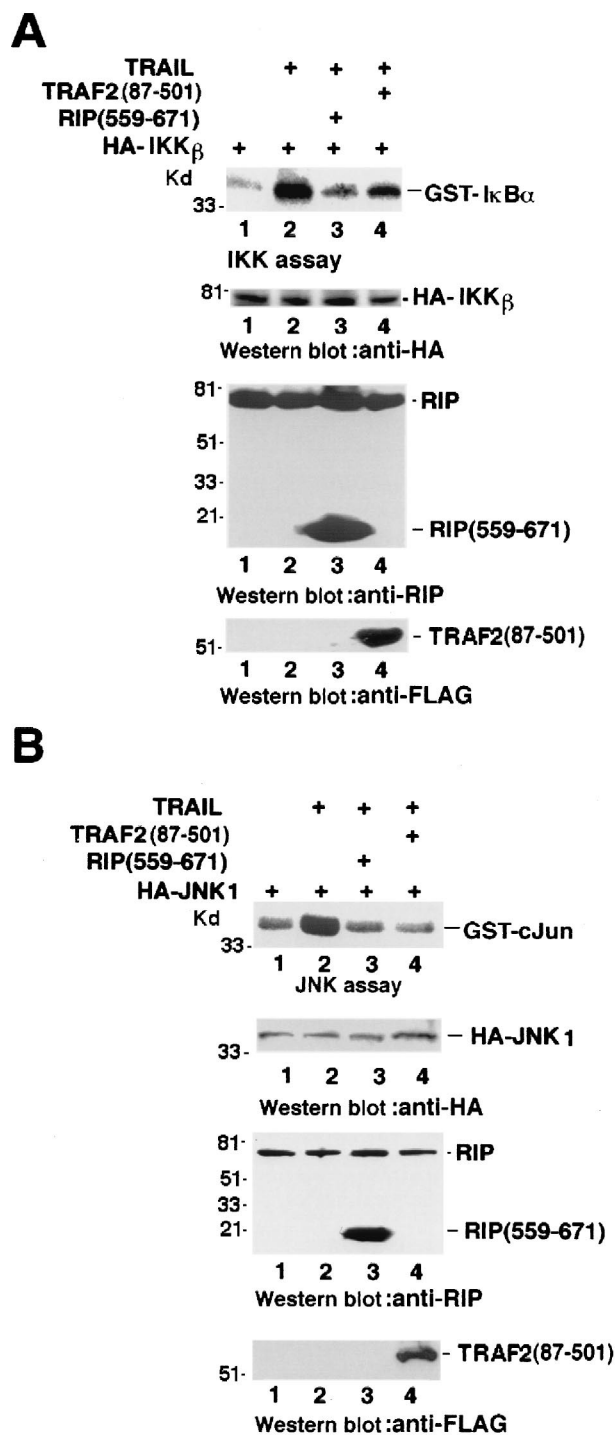 A
TRAIL + + +
TRAF2(87-501) +
RIP(559-671) +
HA-IKKβ + + + +
Kd
33- –GST-IκBα
1 2 3 4
IKK assay
81- -HA-IKKβ
1 2 3 4
Western blot :anti-HA
81- -RIP
51-
33-
21-
– RIP(559-671)
1 2 3 4
Western blot :anti-RIP
51- – TRAF2(87-501)
1 2 3 4
Western blot :anti-FLAG
B
TRAIL + + +
TRAF2(87-501) +
RIP(559-671) +
HA-JNK1 + + + +
Kd
33- –GST-cJun
1 2 3 4
JNK assay
33- – HA-JNK1
1 2 3 4
Western blot :anti-HA
81- -RIP
51-
33-
21- – RIP(559-671)
1 2 3 4
Western blot :anti-RIP
51- – TRAF2(87-501)
1 2 3 4
Western blot :anti-FLAG